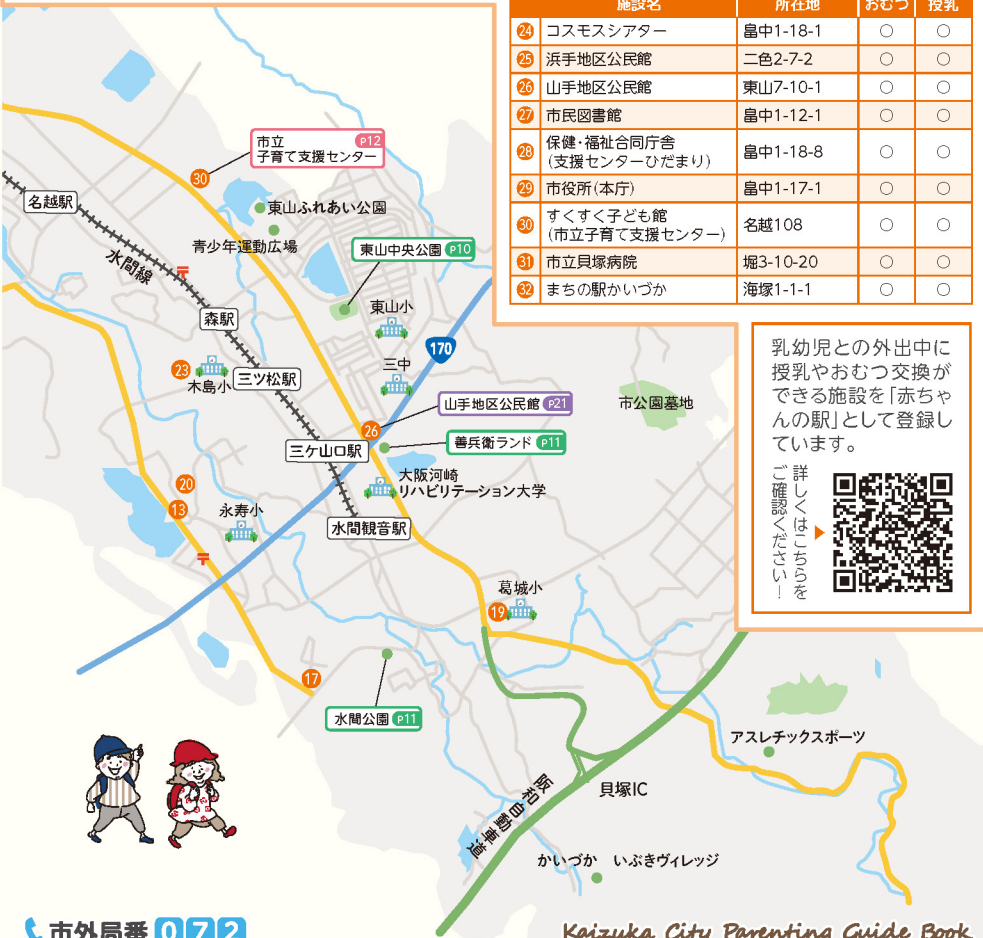 施設名 所在地 おむつ 授乳
24 コスモスシアター 畠中1-18-1 ○ ○
25 浜手地区公民館 二色2-7-2 ○ ○
26 山手地区公民館 東山7-10-1 ○ ○
27 市民図書館 畠中1-12-1 ○ ○
28 保健・福祉合同庁舎
(支援センターひだまり) 畠中1-18-8 ○ ○
29 市役所(本庁) 畠中1-17-1 ○ ○
30 すくすく子ども館
(市立子育て支援センター) 名越108 ○ ○
31 市立貝塚病院 堀3-10-20 ○ ○
32 まちの駅かいづか 海塚1-1-1 ○ ○
市立 P12
子育て支援センター
30
名越駅
東山ふれあい公園
青少年運動広場
東山中央公園 P10
水間線
東山小
森駅
170
三中
23
木島小
三ツ松駅
山手地区公民館 P21
市公園墓地
26
三ケ山口駅
善兵衛ランド P11
大阪河﨑
リハビリテーション大学
20
13
永寿小
水間観音駅
葛城小
19
17
水間公園 P11
アスレチックスポーツ
貝塚IC
阪和自動車道
かいづか いぶきヴィレッジ
乳幼児との外出中に
授乳やおむつ交換が
できる施設を「赤ちゃ
んの駅」として登録し
ています。
詳しくはこちらを
ご確認ください!
市外局番 072
Kaizuka City Parenting Guide Book